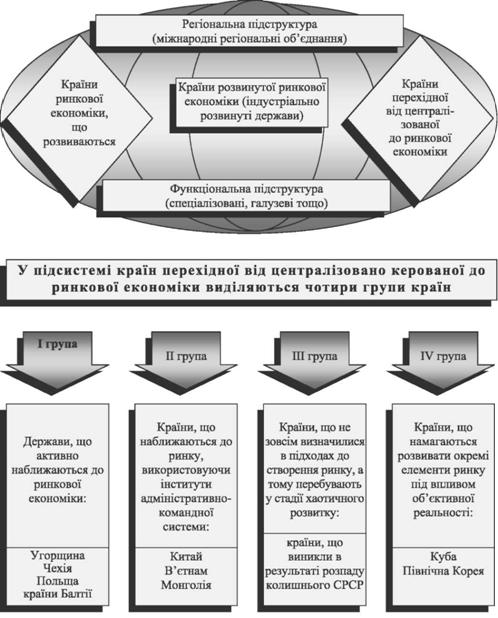 Регіональна підструктура
(міжнародні регіональні об’єднання)
Країни
ринкової
економіки,
що
розвиваються
Країни розвинутої ринкової
економіки (індустріально
розвинуті держави)
Країни
перехідної
від централі-
зованої
до ринкової
економіки
Функціональна підструктура
(спеціалізовані, галузеві тощо)
У підсистемі країн перехідної від централізовано керованої до
ринкової економіки виділяються чотири групи країн
І група
ІІ група
ІІІ група
IV група
Держави, що
активно
наближаються до
ринкової
економіки:
Угорщина
Чехія
Польща
країни Балтії
Країни, що
наближаються до
ринку,
використовуючи
інститути
адміністративно-
командної
системи:
Китай
В’єтнам
Монголія
Країни, що не
зовсім визначилися
в підходах до
створення ринку, а
тому перебувають
у стадії хаотичного
розвитку:
країни, що
виникли в
результаті розпаду
колишнього СРСР
Країни, що
намагаються
розвивати окремі
елементи ринку
під впливом
об’єктивної
реальності:
Куба
Північна Корея